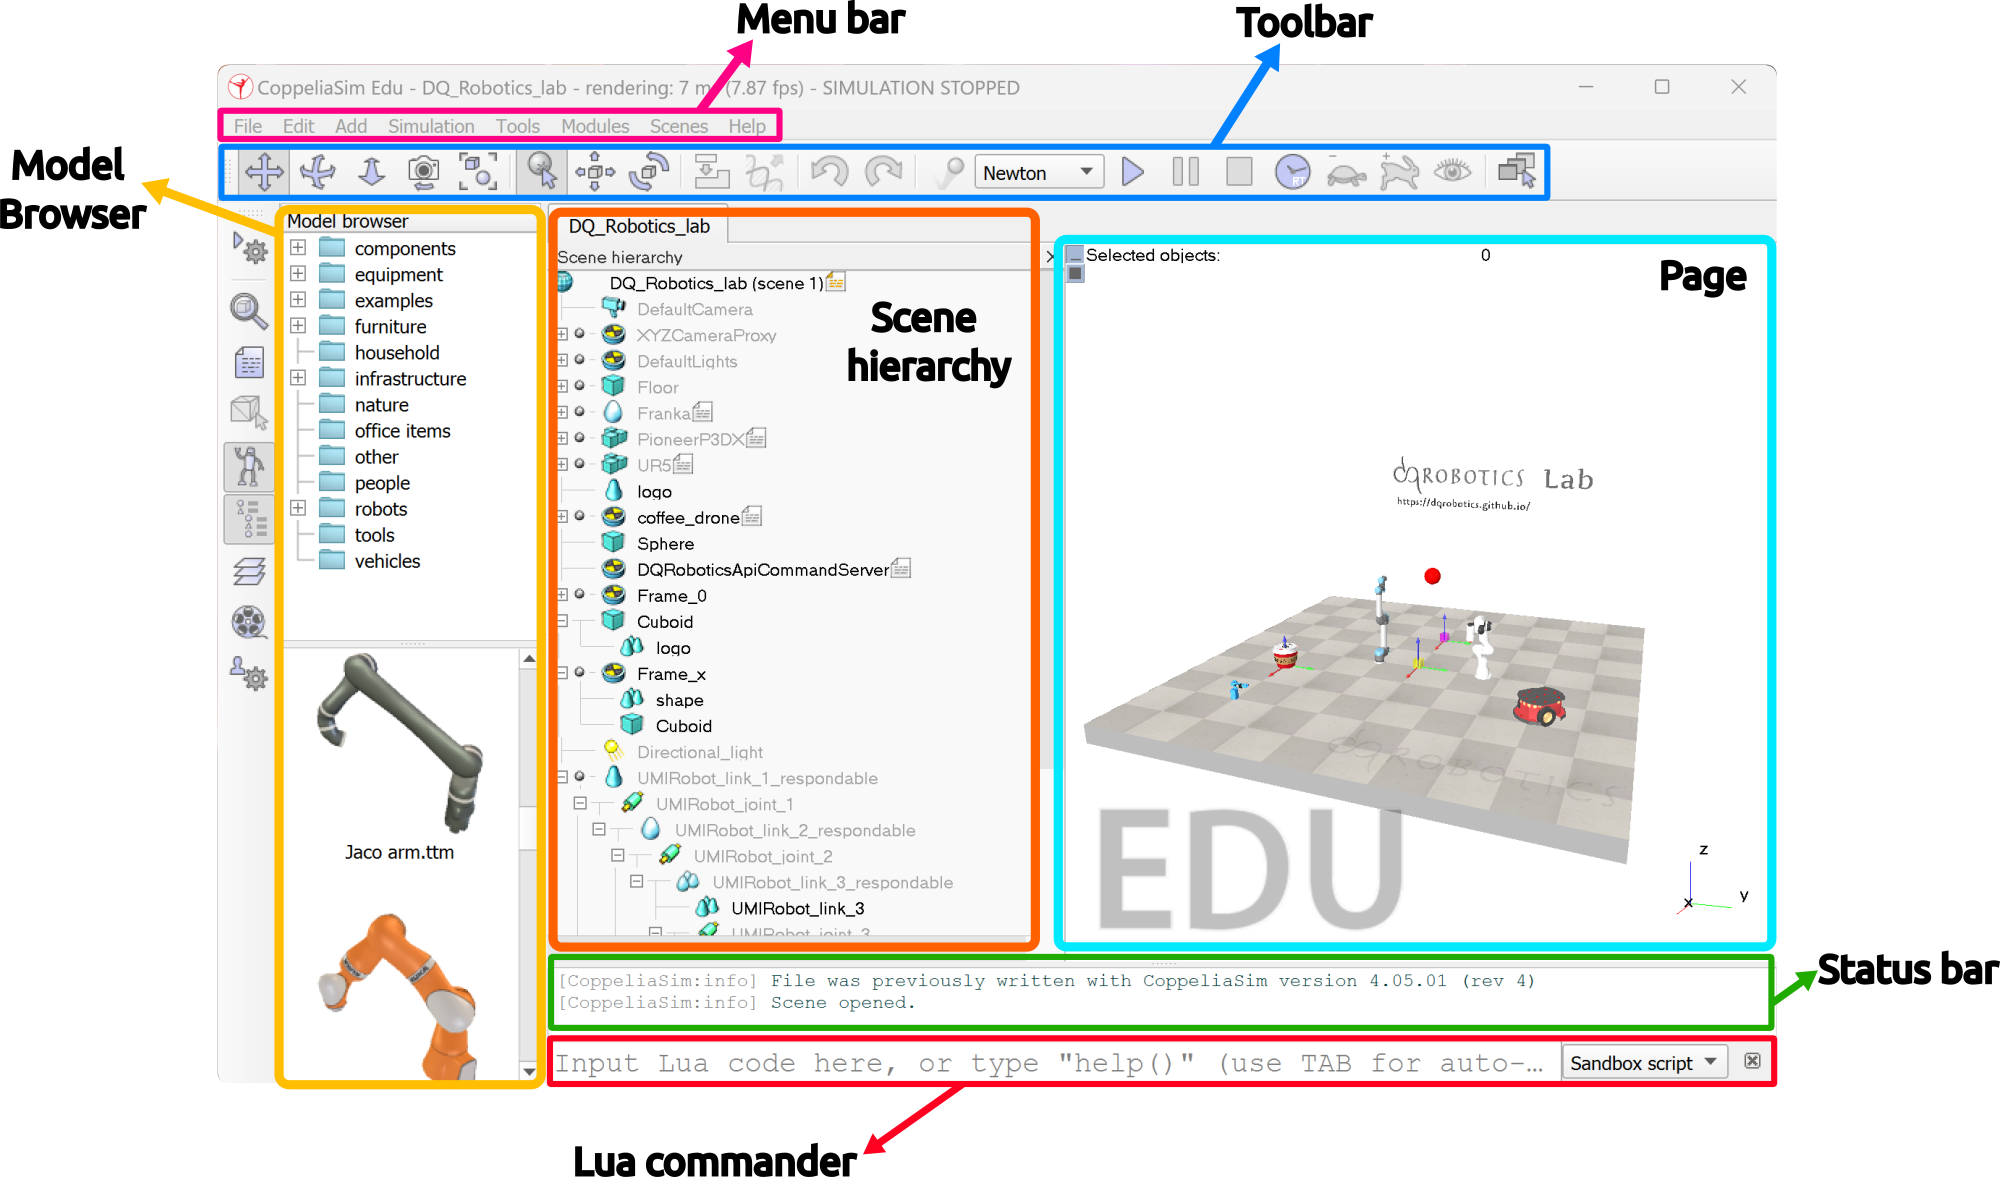 Menu bar
Toolbar
CoppeliaSim Edu - DQ_Robotics_lab - rendering: 7 m (7.87 fps) - SIMULATION STOPPED
File Edit Add Simulation Tools Modules Scenes Help
Model
Browser
Newton
RT
Model browser
components
equipment
examples
furniture
household
infrastructure
nature
office items
other
people
robots
tools
vehicles
Jaco arm.ttm
DQ_Robotics_lab
Scene hierarchy
Scene
hierarchy
DQ_Robotics_lab (scene 1)
DefaultCamera
XYZCameraProxy
DefaultLights
Floor
Franka
PioneerP3DX
UR5
logo
coffee_drone
Sphere
DQRoboticsApiCommandServer
Frame_0
Cuboid
logo
Frame_x
shape
Cuboid
Directional_light
UMIRobot_link_1_respondable
UMIRobot_joint_1
UMIRobot_link_2_respondable
UMIRobot_joint_2
UMIRobot_link_3_respondable
UMIRobot_link_3
UMIRobot_joint_3
Selected objects: 0
Page
dqROBOTICS Lab
https://dqrobotics.github.io/
dqROBOTICS
EDU
z
y
x
[CoppeliaSim:info] File was previously written with CoppeliaSim version 4.05.01 (rev 4)
[CoppeliaSim:info] Scene opened.
Status bar
Input Lua code here, or type "help()" (use TAB for auto-…
Sandbox script
Lua commander